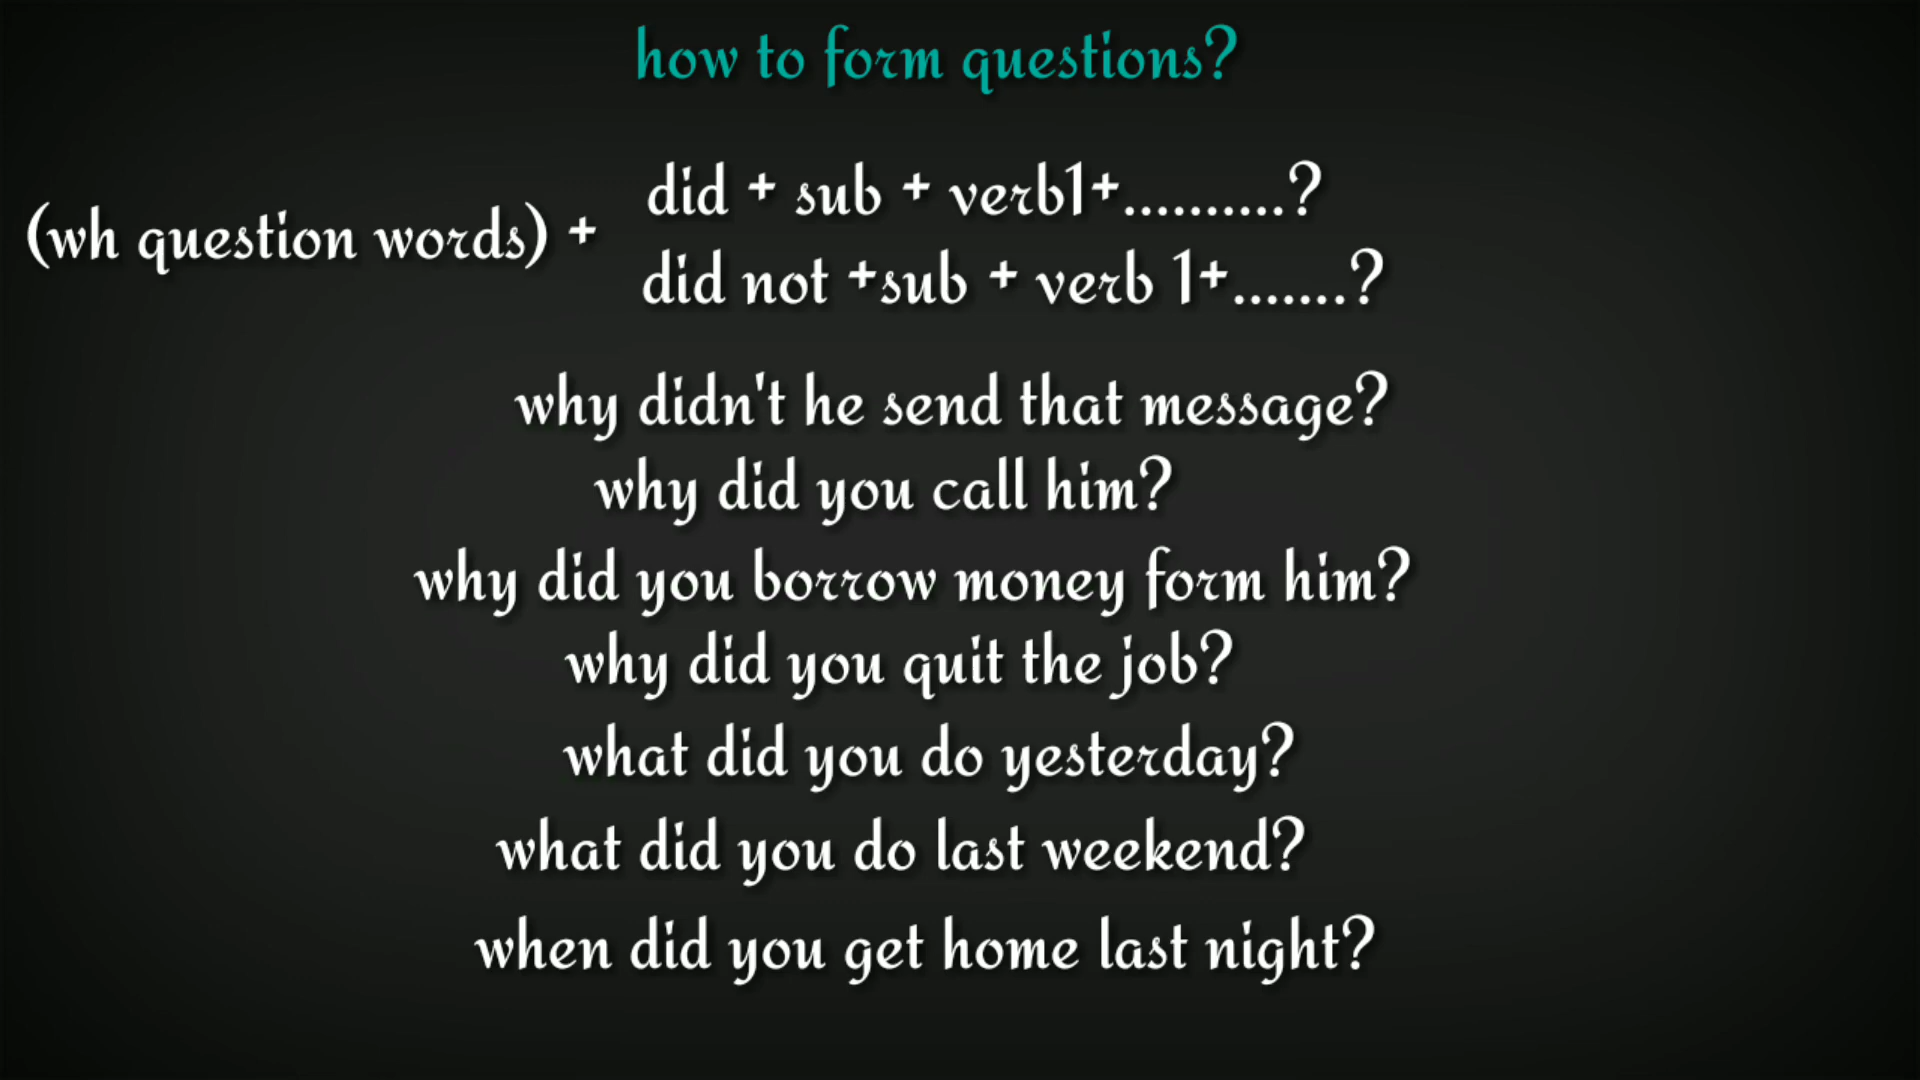 how to form questions?
did + sub + verb1+..........?
(wh question words) +
did not +sub + verb 1+.......?
why didn't he send that message?
why did you call him?
why did you borrow money form him?
why did you quit the job?
what did you do yesterday?
what did you do last weekend?
when did you get home last night?